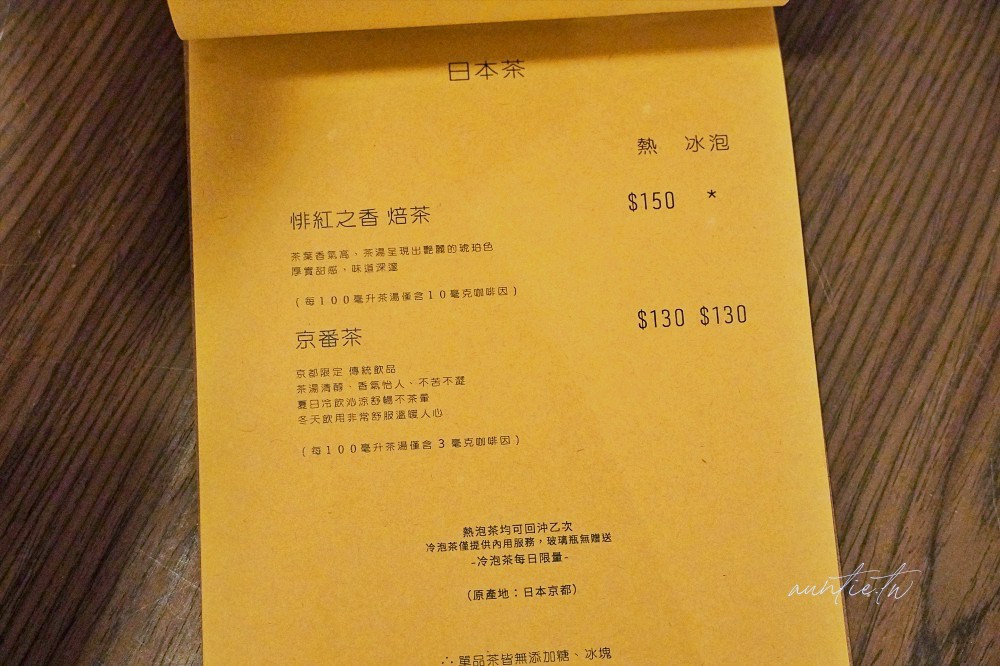 日本茶
熱 冰泡
緋紅之香 焙茶 $150 *
茶葉香氣高，茶湯呈現出艷麗的琥珀色
厚實甜感、味道深邃
(每100毫升茶湯僅含10毫克咖啡因)
京番茶 $130 $130
京都限定 傳統飲品
茶湯清醇、香氣怡人、不苦不澀
夏日冷飲沁涼舒暢不茶暈
冬天飲用非常舒服溫暖人心
(每100毫升茶湯僅含 3 毫克咖啡因)
熱泡茶均可回沖乙次
冷泡茶僅提供內用服務，玻璃瓶無贈送
-冷泡茶每日限量-
(原產地：日本京都)
∴ 單品茶皆無添加糖、冰塊
auntie.tw